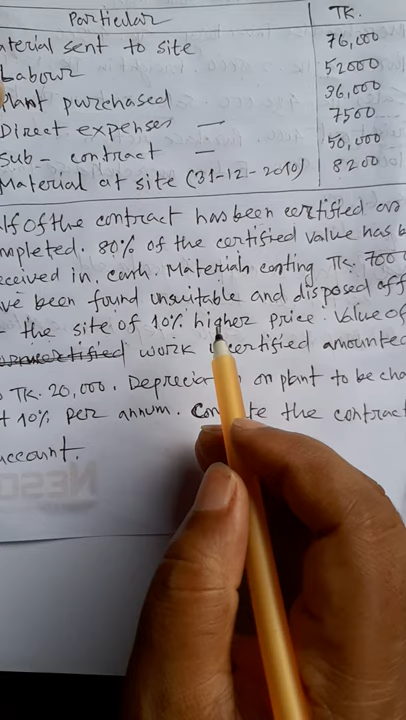 Particular TK.
aterial sent to site 76,000
Labour 52000
Plant purchased 36,000
Direct expenses — 7500
Sub-contract — 50,000
Material at site (31-12-2010) 8200
lf of the contract has been certified as
mpleted. 80% of the certified value has b
eceived in cash. Materials costing TK. 700
ve been found unsuitable and disposed off
the site of 10% higher price. Value of
work certified amounted
TK. 20,000. Depreciation on plant to be cha
t 10% per annum. the contract
ccount.